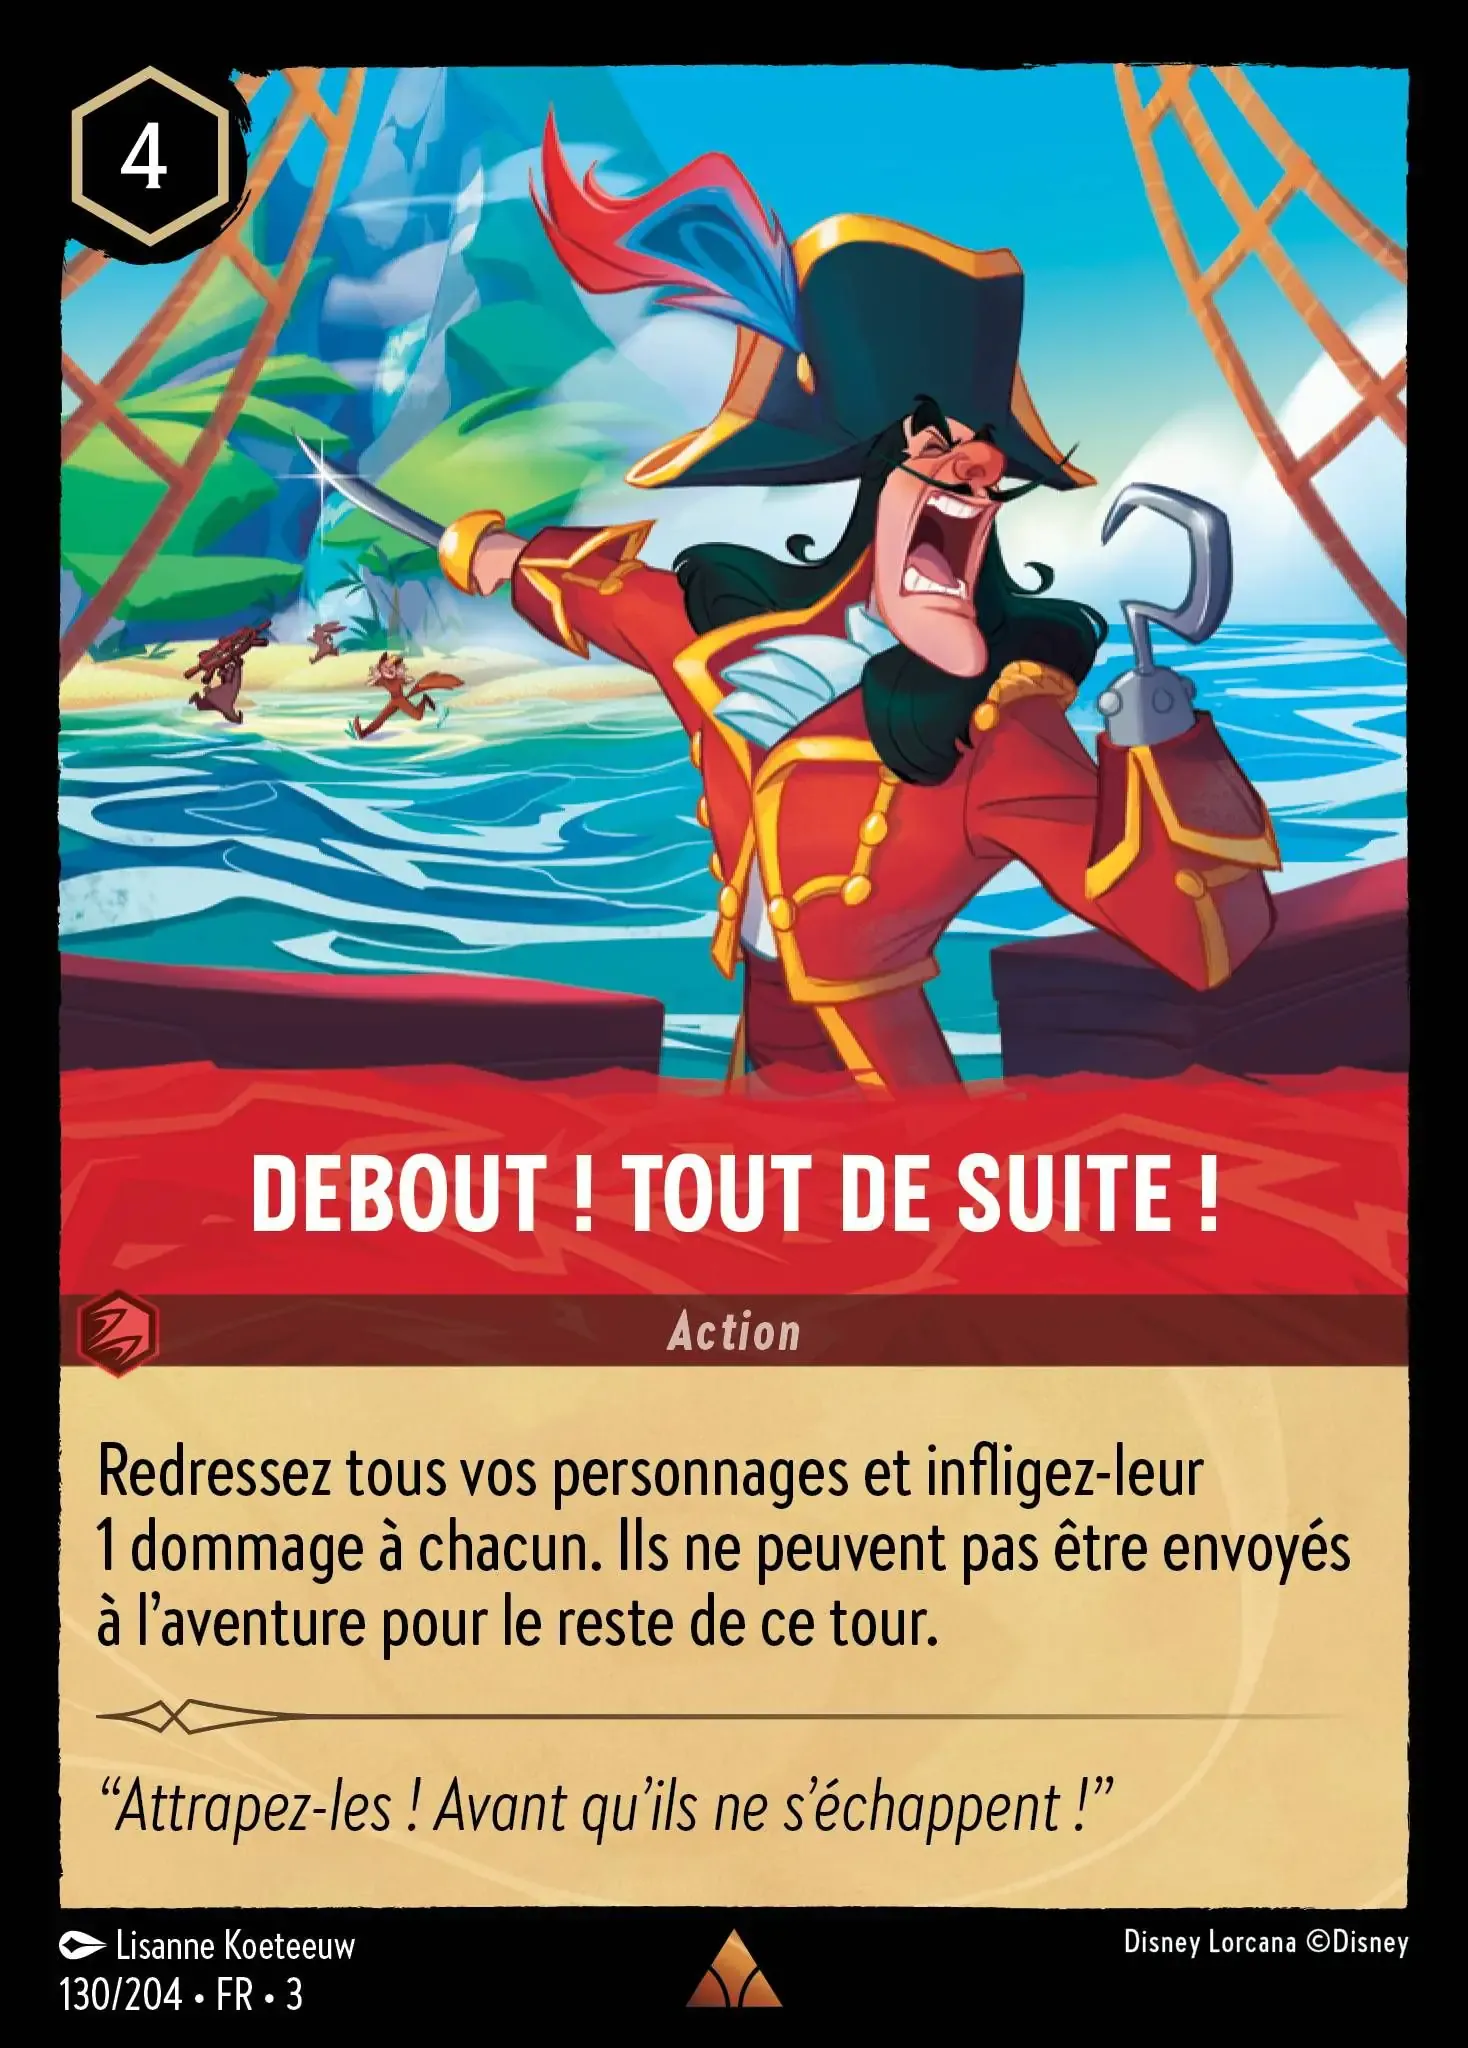 4
DEBOUT ! TOUT DE SUITE !
Action
Redressez tous vos personnages et infligez-leur
1 dommage à chacun. Ils ne peuvent pas être envoyés
à l’aventure pour le reste de ce tour.
“Attrapez-les ! Avant qu’ils ne s’échappent !”
Lisanne Koeteeuw
Disney Lorcana ©Disney
130/204 • FR • 3